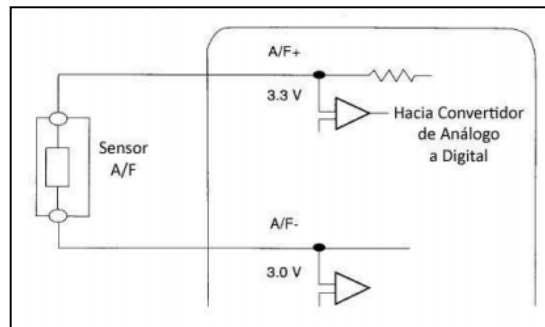 A/F+
3.3 V
Hacia Convertidor
de Análogo
a Digital
Sensor
A/F
A/F-
3.0 V